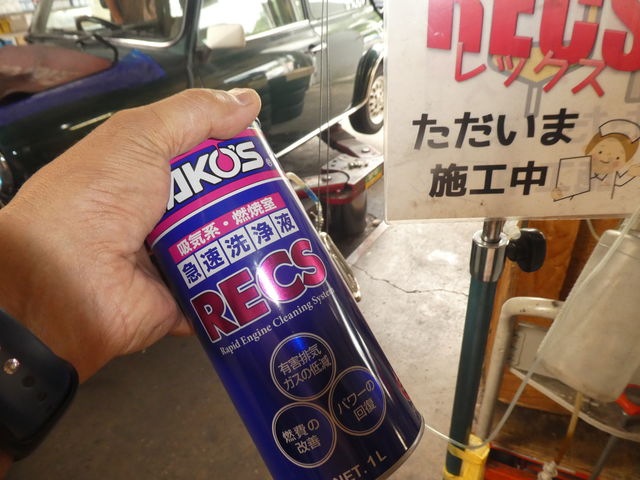 WAKO'S®
吸気系・燃焼室
急速洗浄液
RECS
Rapid Engine Cleaning System
有害排気
ガスの低減
パワーの
回復
燃費の
改善
NET. 1L
RECS
レックス
ただいま
施工中